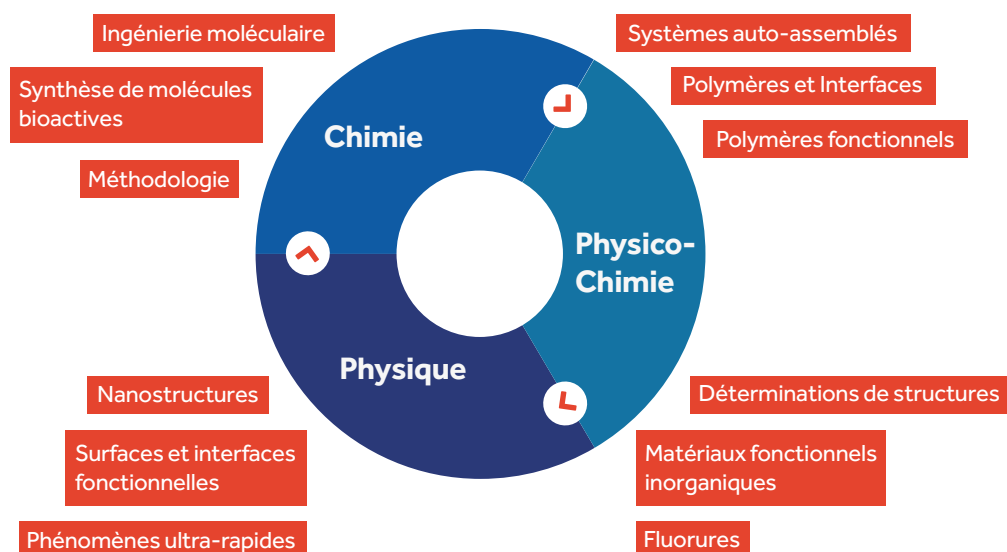 Ingénierie moléculaire
Synthèse de molécules
bioactives
Méthodologie
Chimie
Systèmes auto-assemblés
Polymères et Interfaces
Polymères fonctionnels
Physico-
Chimie
Physique
Nanostructures
Surfaces et interfaces
fonctionnelles
Phénomènes ultra-rapides
Déterminations de structures
Matériaux fonctionnels
inorganiques
Fluorures